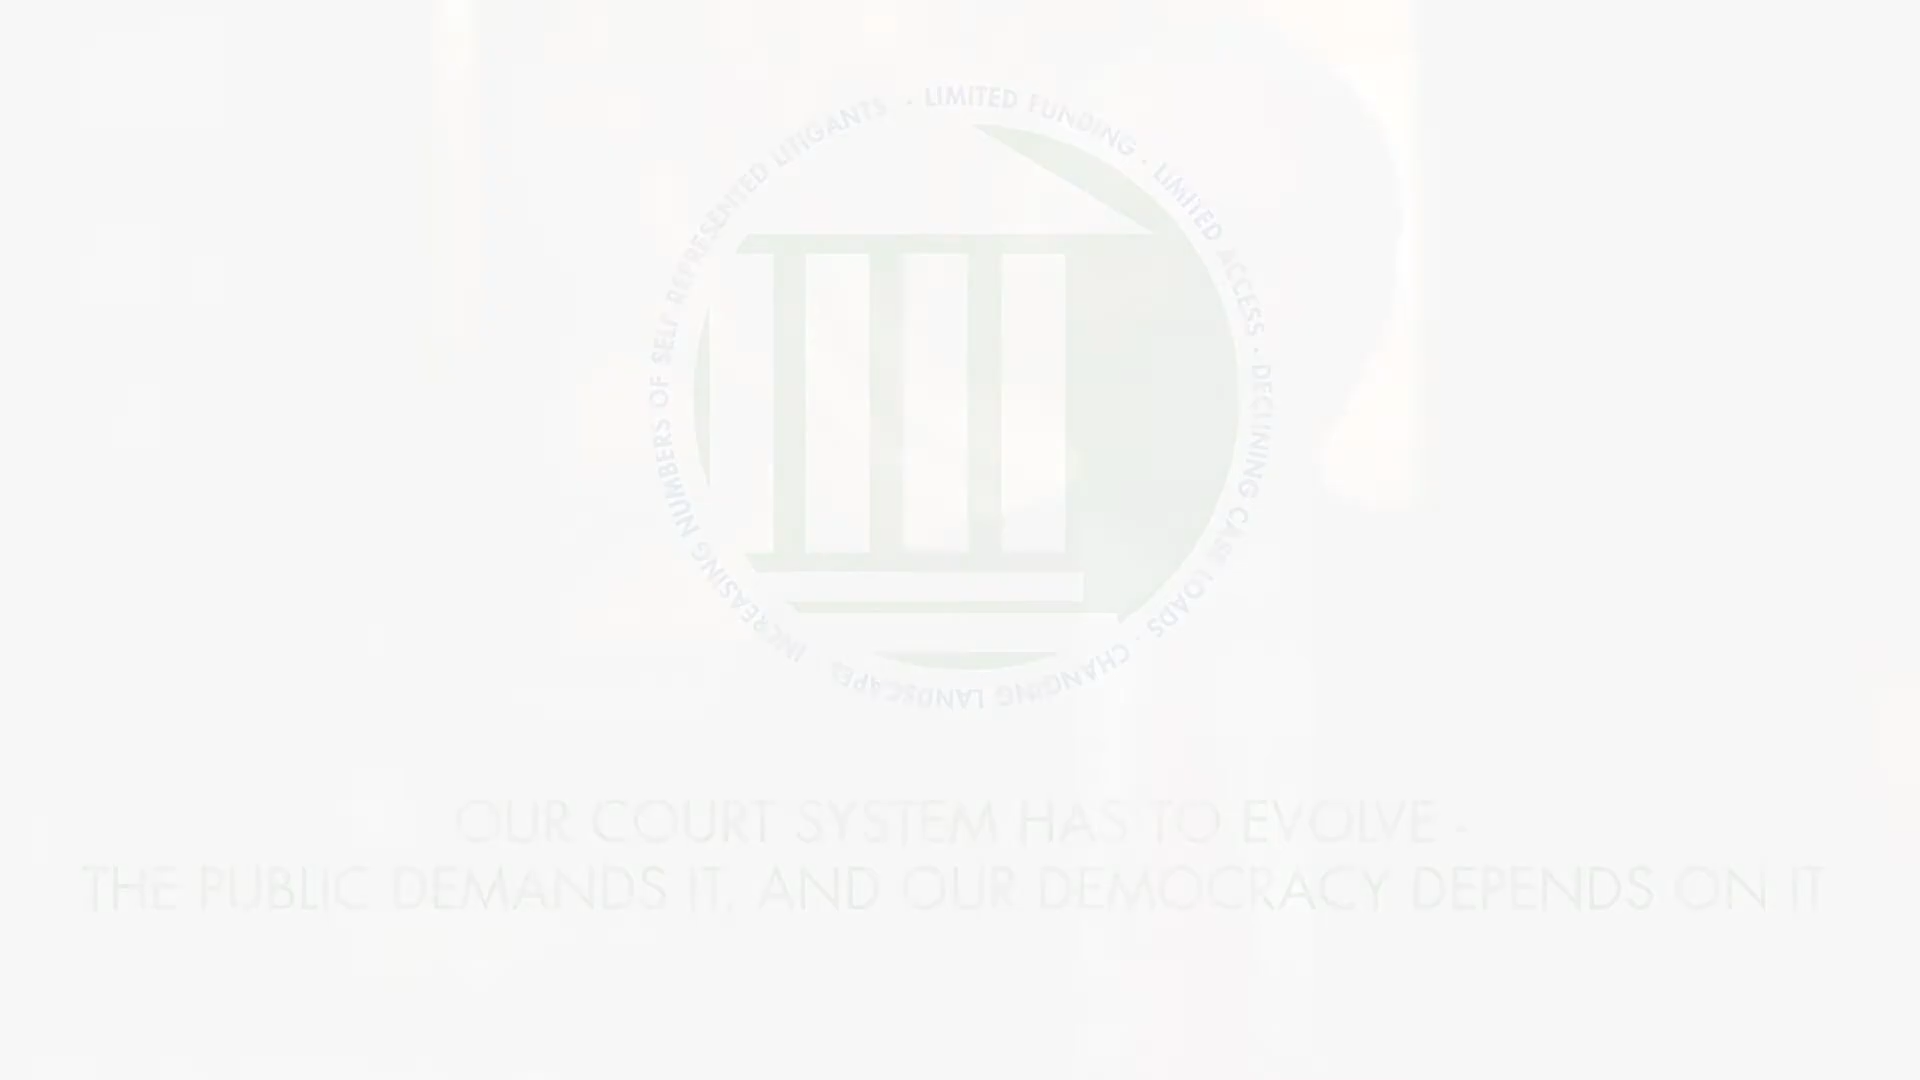 · LIMITED FUNDING · LIMITED ACCESS · DECLINING CASE LOADS · CHANGING LANDSCAPES · INCREASING NUMBERS OF SELF REPRESENTED LITIGANTS
OUR COURT SYSTEM HAS TO EVOLVE -
THE PUBLIC DEMANDS IT, AND OUR DEMOCRACY DEPENDS ON IT